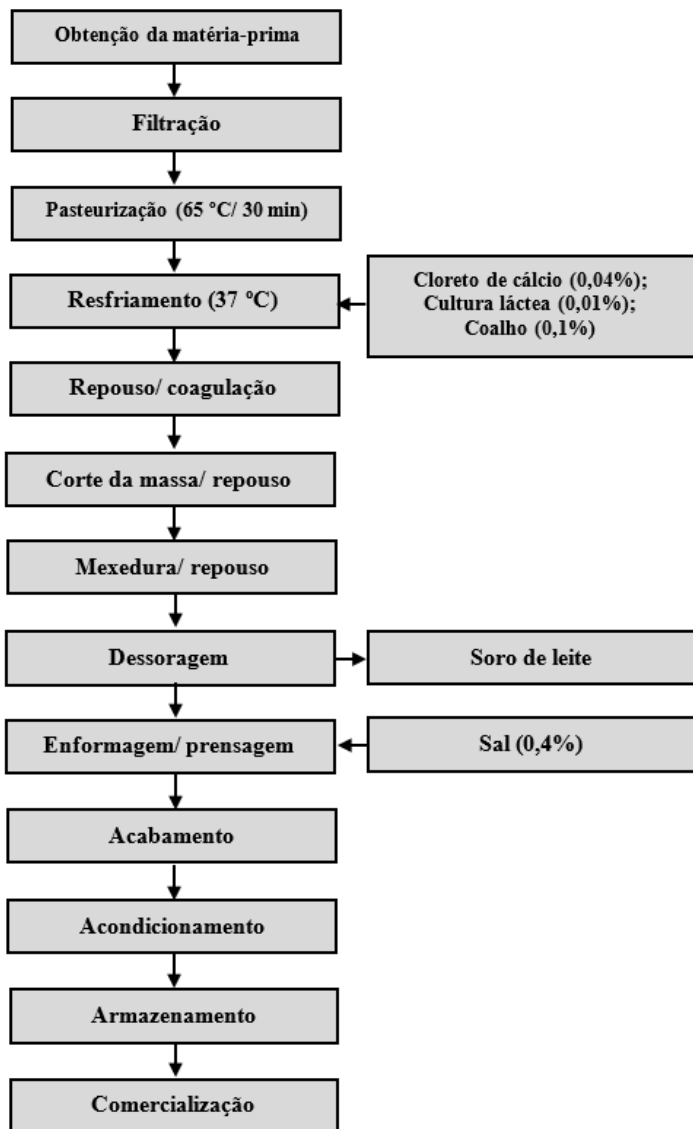 Obtenção da matéria-prima
Filtração
Pasteurização (65 °C/ 30 min)
Resfriamento (37 °C)
Cloreto de cálcio (0,04%);
Cultura láctea (0,01%);
Coalho (0,1%)
Repouso/ coagulação
Corte da massa/ repouso
Mexedura/ repouso
Dessoragem
Soro de leite
Enformagem/ prensagem
Sal (0,4%)
Acabamento
Acondicionamento
Armazenamento
Comercialização